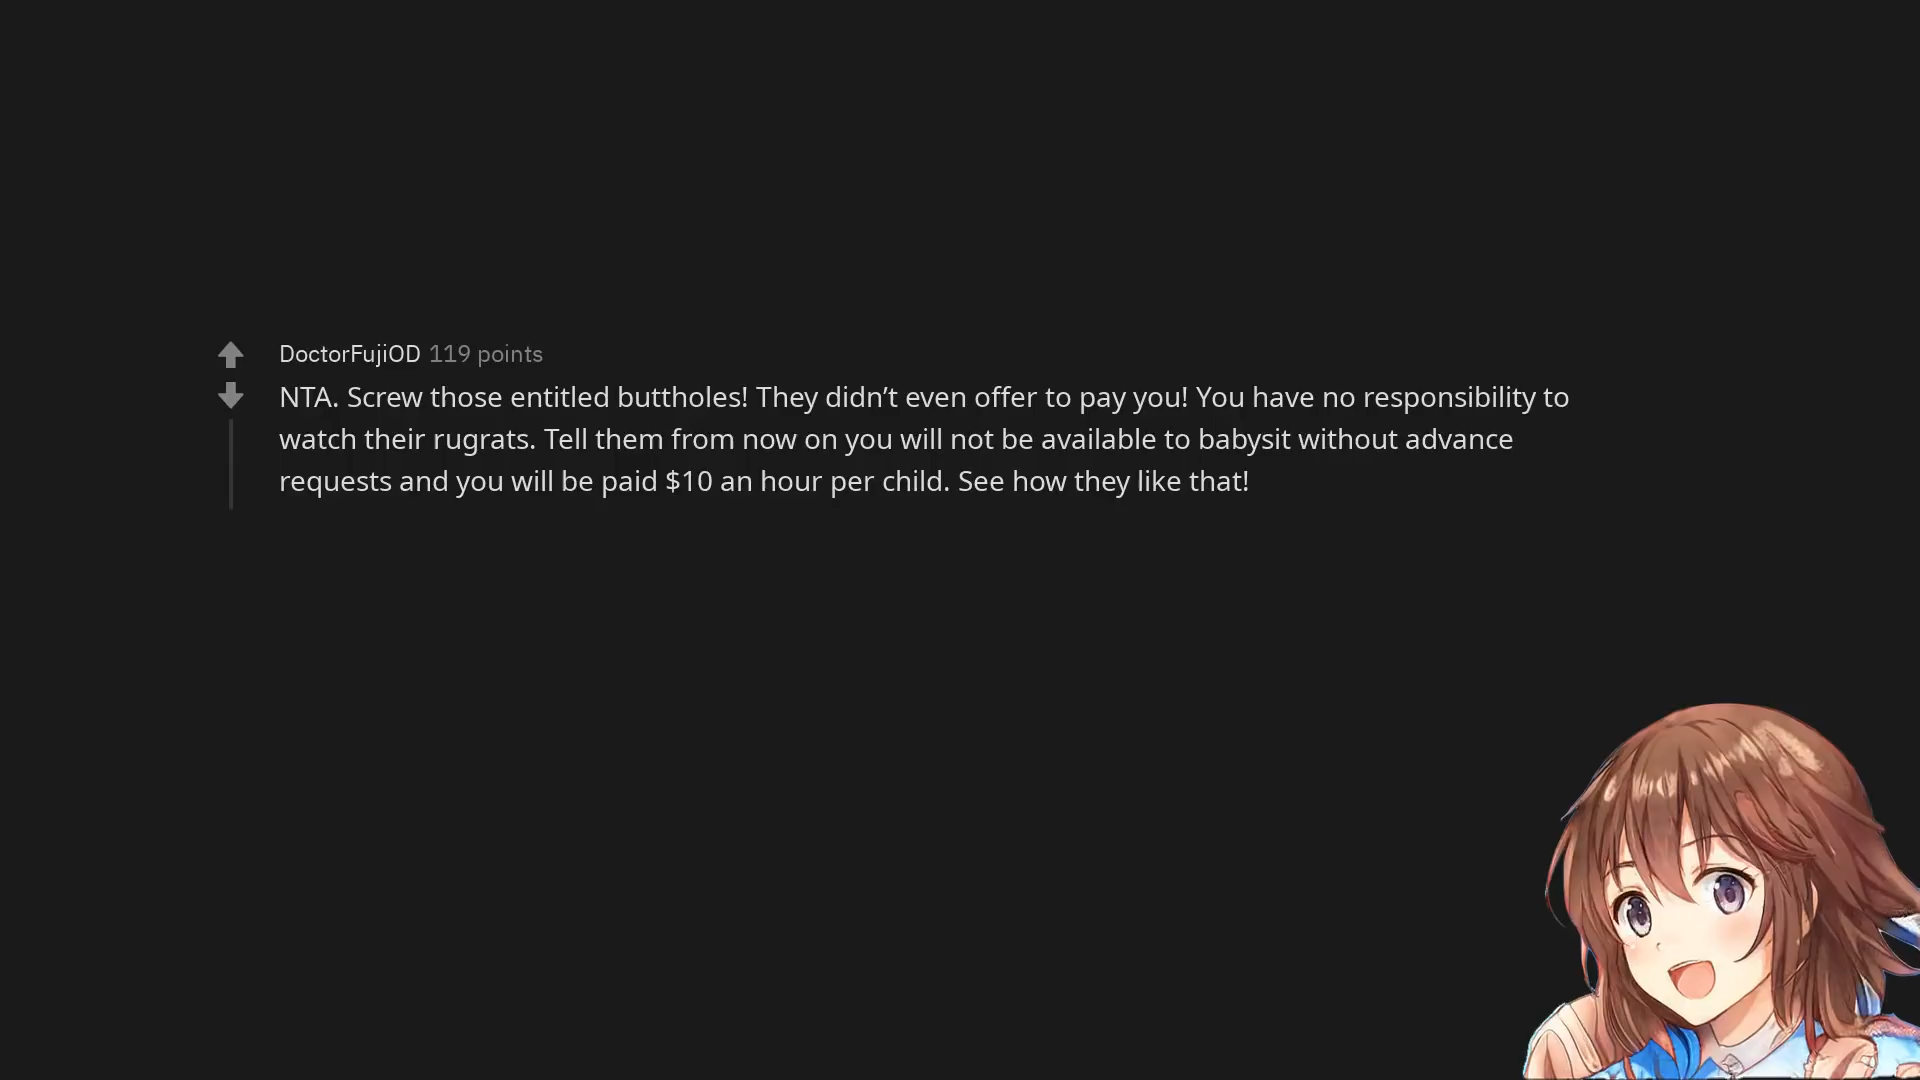 DoctorFujiOD 119 points
NTA. Screw those entitled buttholes! They didn’t even offer to pay you! You have no responsibility to
watch their rugrats. Tell them from now on you will not be available to babysit without advance
requests and you will be paid $10 an hour per child. See how they like that!